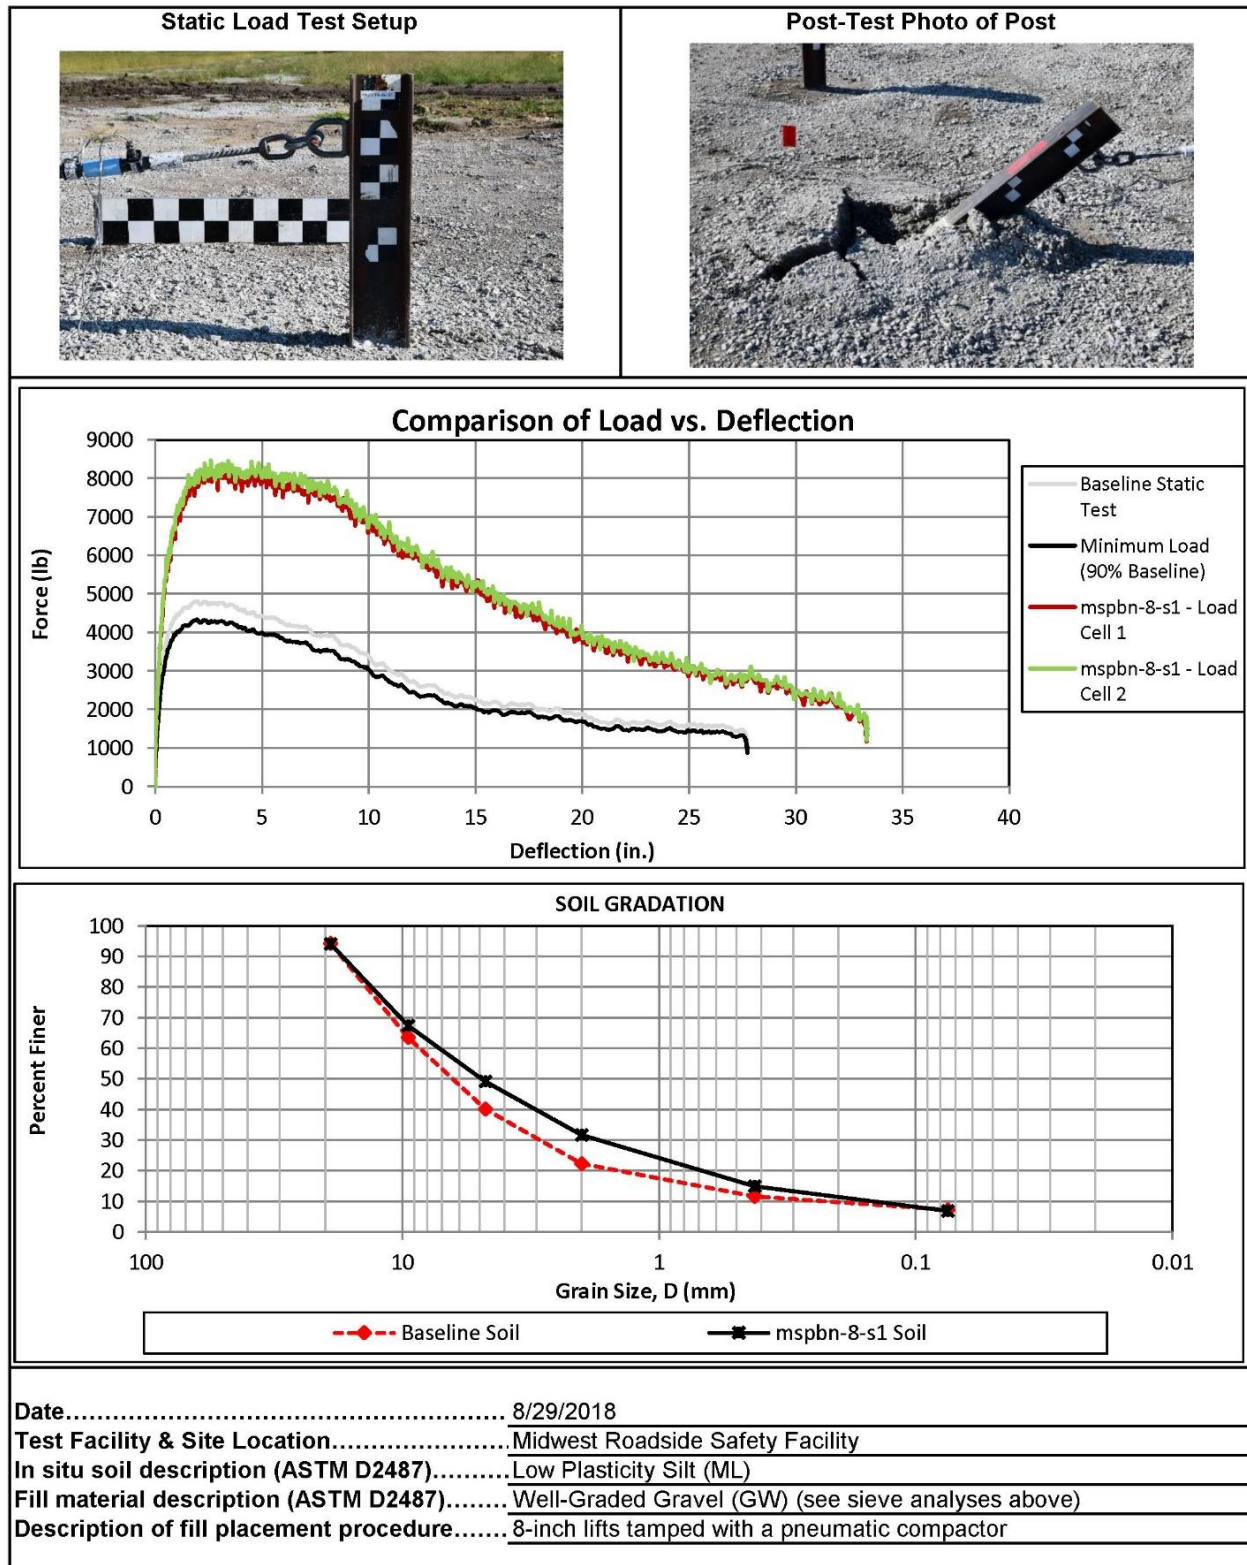 Static Load Test Setup
Post-Test Photo of Post
Comparison of Load vs. Deflection
9000
8000
7000
6000
5000
4000
3000
2000
1000
0
Force (lb)
0 5 10 15 20 25 30 35 40
Deflection (in.)
Baseline Static
Test
Minimum Load
(90% Baseline)
mspbn-8-s1 - Load
Cell 1
mspbn-8-s1 - Load
Cell 2
SOIL GRADATION
100
90
80
70
60
50
40
30
20
10
0
Percent Finer
100 10 1 0.1 0.01
Grain Size, D (mm)
Baseline Soil mspbn-8-s1 Soil
Date.................................................... 8/29/2018
Test Facility & Site Location...................... Midwest Roadside Safety Facility
In situ soil description (ASTM D2487)......... Low Plasticity Silt (ML)
Fill material description (ASTM D2487)....... Well-Graded Gravel (GW) (see sieve analyses above)
Description of fill placement procedure...... 8-inch lifts tamped with a pneumatic compactor